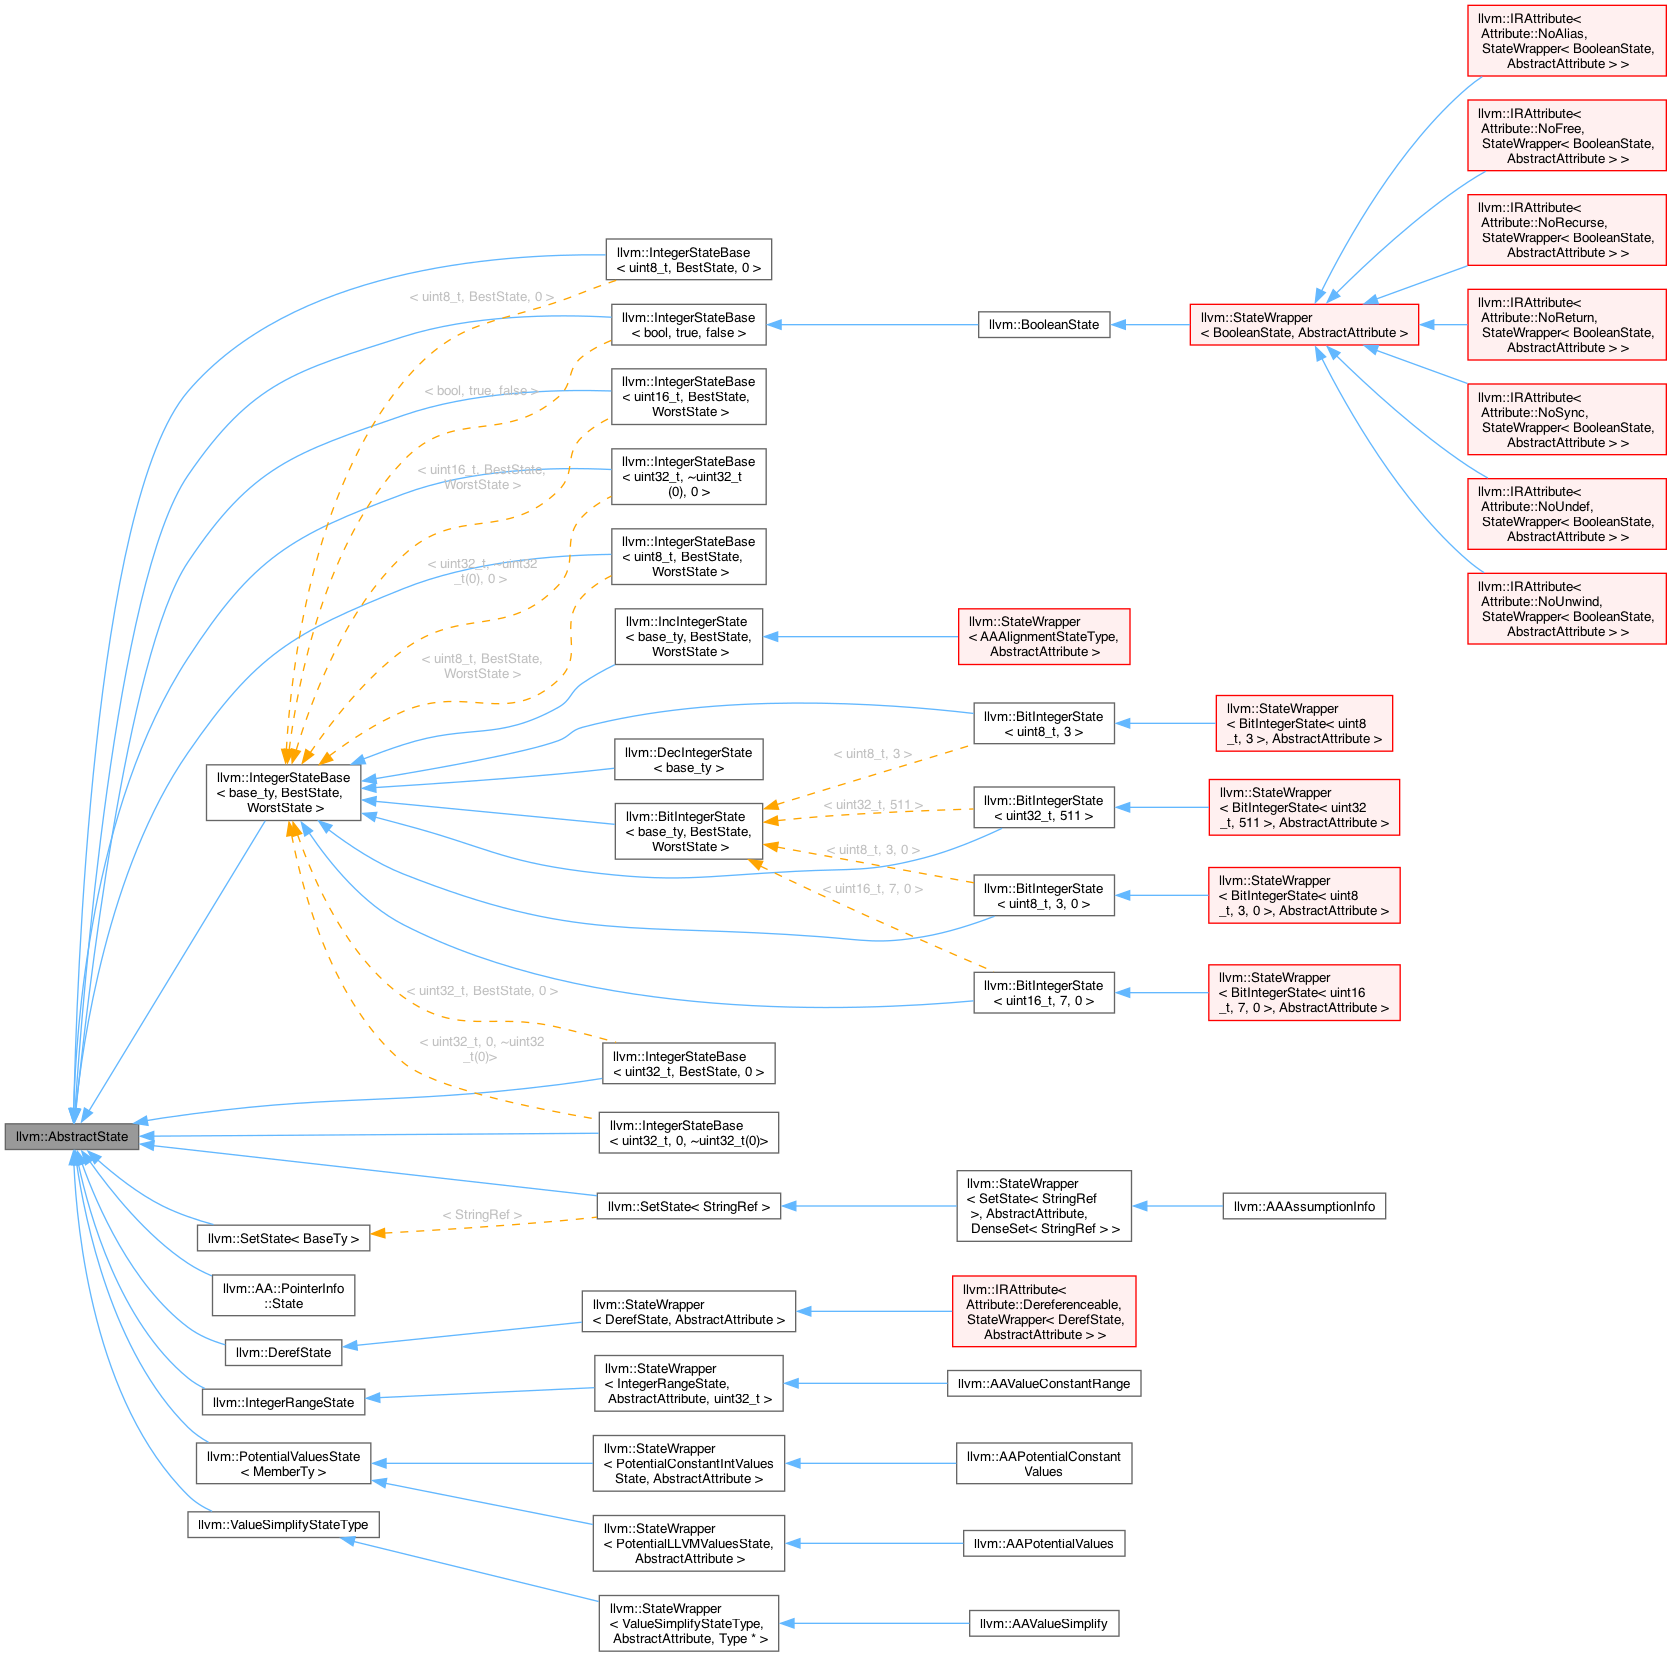 llvm::IRAttribute<
Attribute::NoAlias,
StateWrapper< BooleanState,
AbstractAttribute > >
llvm::IRAttribute<
Attribute::NoFree,
StateWrapper< BooleanState,
AbstractAttribute > >
llvm::IRAttribute<
Attribute::NoRecurse,
StateWrapper< BooleanState,
AbstractAttribute > >
llvm::IRAttribute<
Attribute::NoReturn,
StateWrapper< BooleanState,
AbstractAttribute > >
llvm::IRAttribute<
Attribute::NoSync,
StateWrapper< BooleanState,
AbstractAttribute > >
llvm::IRAttribute<
Attribute::NoUndef,
StateWrapper< BooleanState,
AbstractAttribute > >
llvm::IRAttribute<
Attribute::NoUnwind,
StateWrapper< BooleanState,
AbstractAttribute > >
llvm::StateWrapper
< BooleanState, AbstractAttribute >
llvm::BooleanState
llvm::IntegerStateBase
< uint8_t, BestState, 0 >
< uint8_t, BestState, 0 >
llvm::IntegerStateBase
< bool, true, false >
< bool, true, false >
llvm::IntegerStateBase
< uint16_t, BestState,
WorstState >
< uint16_t, BestState,
WorstState >
llvm::IntegerStateBase
< uint32_t, ~uint32_t
(0), 0 >
< uint32_t, ~uint32
_t(0), 0 >
llvm::IntegerStateBase
< uint8_t, BestState,
WorstState >
< uint8_t, BestState,
WorstState >
llvm::IncIntegerState
< base_ty, BestState,
WorstState >
llvm::StateWrapper
< AAAlignmentStateType,
AbstractAttribute >
llvm::DecIntegerState
< base_ty >
llvm::IntegerStateBase
< base_ty, BestState,
WorstState >
llvm::BitIntegerState
< base_ty, BestState,
WorstState >
< uint8_t, 3 >
llvm::BitIntegerState
< uint8_t, 3 >
llvm::StateWrapper
< BitIntegerState< uint8
_t, 3 >, AbstractAttribute >
< uint32_t, 511 >
llvm::BitIntegerState
< uint32_t, 511 >
llvm::StateWrapper
< BitIntegerState< uint32
_t, 511 >, AbstractAttribute >
< uint8_t, 3, 0 >
llvm::BitIntegerState
< uint8_t, 3, 0 >
llvm::StateWrapper
< BitIntegerState< uint8
_t, 3, 0 >, AbstractAttribute >
< uint16_t, 7, 0 >
llvm::BitIntegerState
< uint16_t, 7, 0 >
llvm::StateWrapper
< BitIntegerState< uint16
_t, 7, 0 >, AbstractAttribute >
< uint32_t, BestState, 0 >
llvm::IntegerStateBase
< uint32_t, BestState, 0 >
< uint32_t, 0, ~uint32
_t(0)>
llvm::IntegerStateBase
< uint32_t, 0, ~uint32_t(0)>
llvm::AbstractState
llvm::SetState< BaseTy >
< StringRef >
llvm::SetState< StringRef >
llvm::StateWrapper
< SetState< StringRef
>, AbstractAttribute,
DenseSet< StringRef > >
llvm::AAAssumptionInfo
llvm::AA::PointerInfo
::State
llvm::DerefState
llvm::StateWrapper
< DerefState, AbstractAttribute >
llvm::IRAttribute<
Attribute::Dereferenceable,
StateWrapper< DerefState,
AbstractAttribute > >
llvm::IntegerRangeState
llvm::StateWrapper
< IntegerRangeState,
AbstractAttribute, uint32_t >
llvm::AAValueConstantRange
llvm::PotentialValuesState
< MemberTy >
llvm::StateWrapper
< PotentialConstantIntValues
State, AbstractAttribute >
llvm::AAPotentialConstant
Values
llvm::StateWrapper
< PotentialLLVMValuesState,
AbstractAttribute >
llvm::AAPotentialValues
llvm::ValueSimplifyStateType
llvm::StateWrapper
< ValueSimplifyStateType,
AbstractAttribute, Type * >
llvm::AAValueSimplify